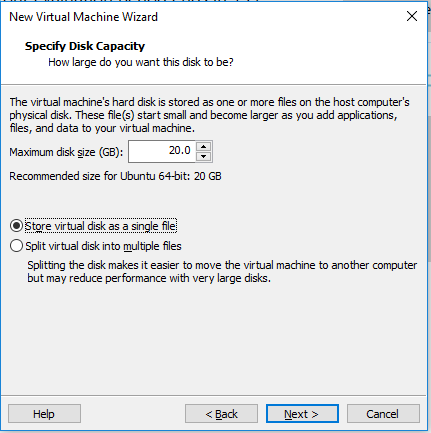 New Virtual Machine Wizard
Specify Disk Capacity
How large do you want this disk to be?
The virtual machine's hard disk is stored as one or more files on the host computer's
physical disk. These file(s) start small and become larger as you add applications,
files, and data to your virtual machine.
Maximum disk size (GB): 20.0
Recommended size for Ubuntu 64-bit: 20 GB
Store virtual disk as a single file
Split virtual disk into multiple files
Splitting the disk makes it easier to move the virtual machine to another computer
but may reduce performance with very large disks.
Help < Back Next > Cancel